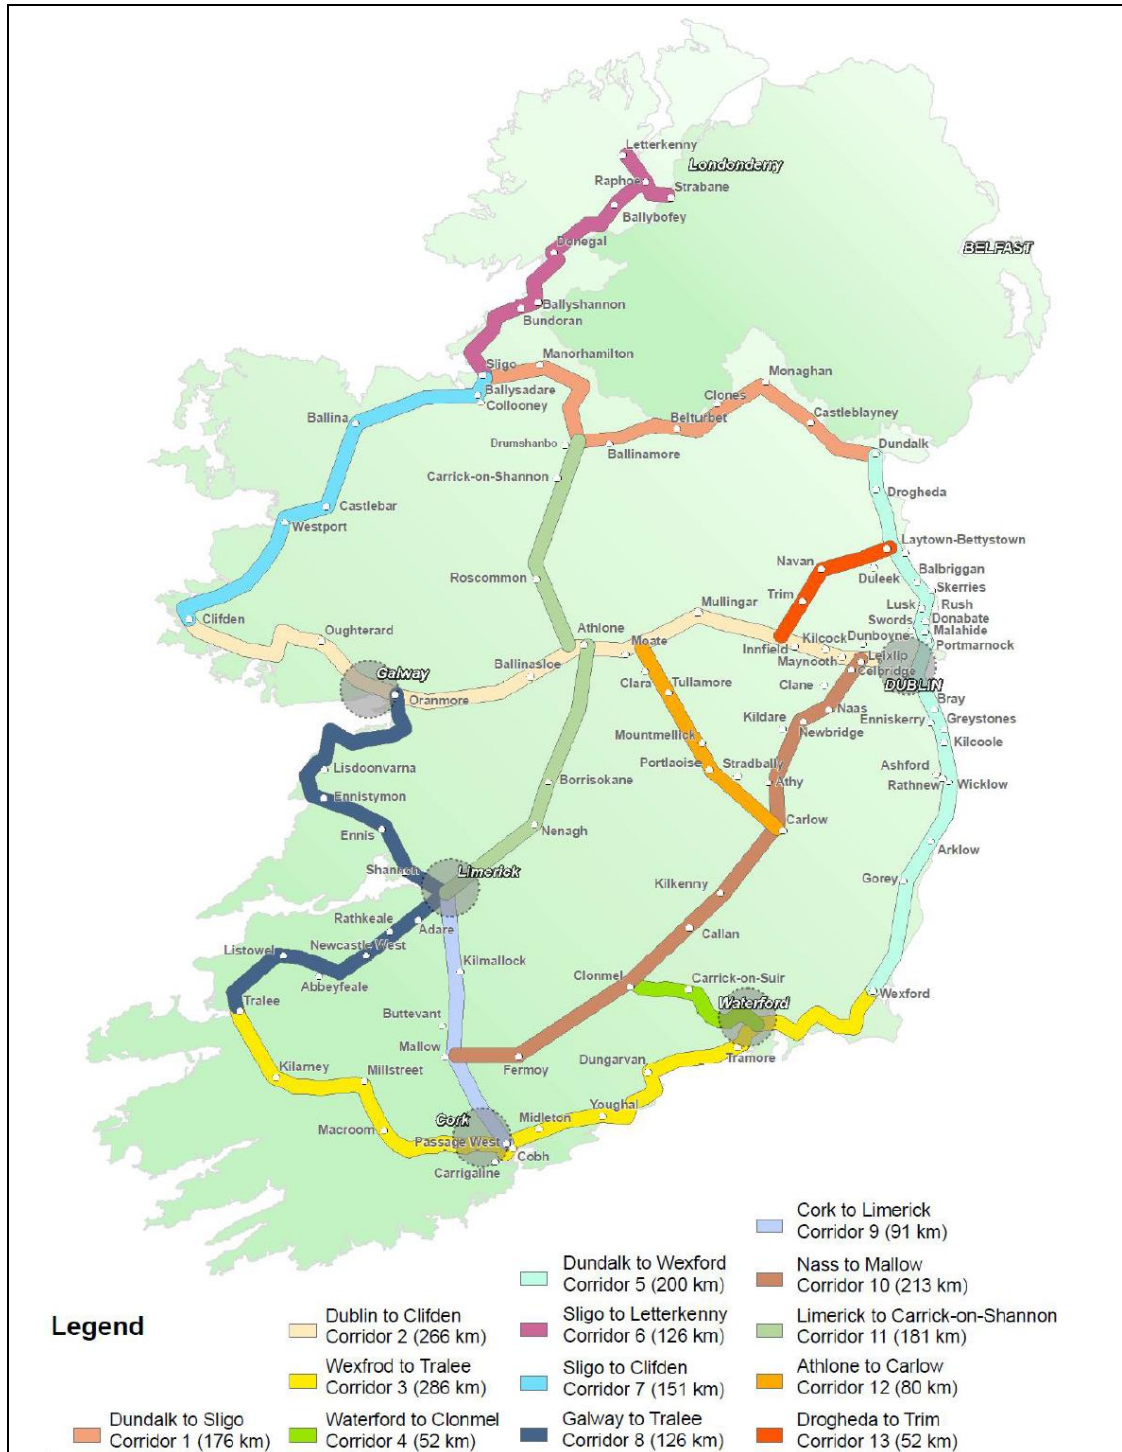 Letterkenny
Londonderry
Raphoe
Strabane
Ballybofey
Donegal
BELFAST
Ballyshannon
Bundoran
Manorhamilton
Sligo
Monaghan
Ballysadare
Clones
Collooney
Ballina
Belturbet
Castleblayney
Drumshanbo
Dundalk
Ballinamore
Carrick-on-Shannon
Drogheda
Castlebar
Westport
Laytown-Bettystown
Navan
Duleek
Balbriggan
Roscommon
Skerries
Trim
Lusk
Rush
Mullingar
Swords
Donabate
Clifden
Malahide
Athlone
Moate
Kilcock
Dunboyne
Portmarnock
Oughterard
Innfield
Leixlip
Maynooth
Ballinasloe
Celbridge
Galway
Clara
Tullamore
Clane
DUBLIN
Oranmore
Bray
Naas
Kildare
Enniskerry
Greystones
Newbridge
Mountmellick
Kilcoole
Lisdoonvarna
Portlaoise
Stradbally
Ashford
Borrisokane
Athy
Rathnew
Wicklow
Ennistymon
Carlow
Ennis
Nenagh
Arklow
Shannon
Limerick
Gorey
Kilkenny
Rathkeale
Adare
Callan
Newcastle West
Listowel
Kilmallock
Clonmel
Carrick-on-Suir
Abbeyfeale
Wexford
Tralee
Waterford
Buttevant
Mallow
Tramore
Fermoy
Dungarvan
Kilarney
Millstreet
Youghal
Cork
Midleton
Macroom
Passage West
Cobh
Carrigaline
Legend
Dundalk to Sligo
Corridor 1 (176 km)
Dublin to Clifden
Corridor 2 (266 km)
Wexfrod to Tralee
Corridor 3 (286 km)
Waterford to Clonmel
Corridor 4 (52 km)
Dundalk to Wexford
Corridor 5 (200 km)
Sligo to Letterkenny
Corridor 6 (126 km)
Sligo to Clifden
Corridor 7 (151 km)
Galway to Tralee
Corridor 8 (126 km)
Cork to Limerick
Corridor 9 (91 km)
Nass to Mallow
Corridor 10 (213 km)
Limerick to Carrick-on-Shannon
Corridor 11 (181 km)
Athlone to Carlow
Corridor 12 (80 km)
Drogheda to Trim
Corridor 13 (52 km)